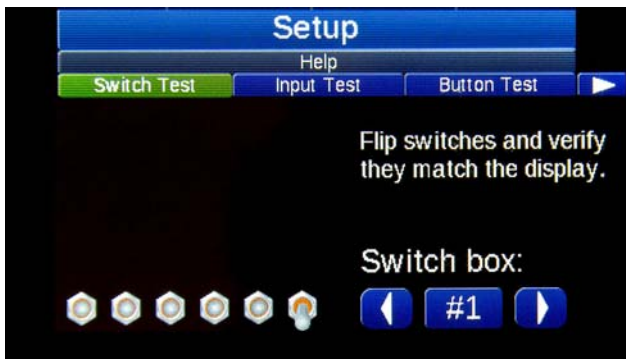 Setup
Help
Switch Test
Input Test
Button Test
Flip switches and verify
they match the display.
Switch box:
#1